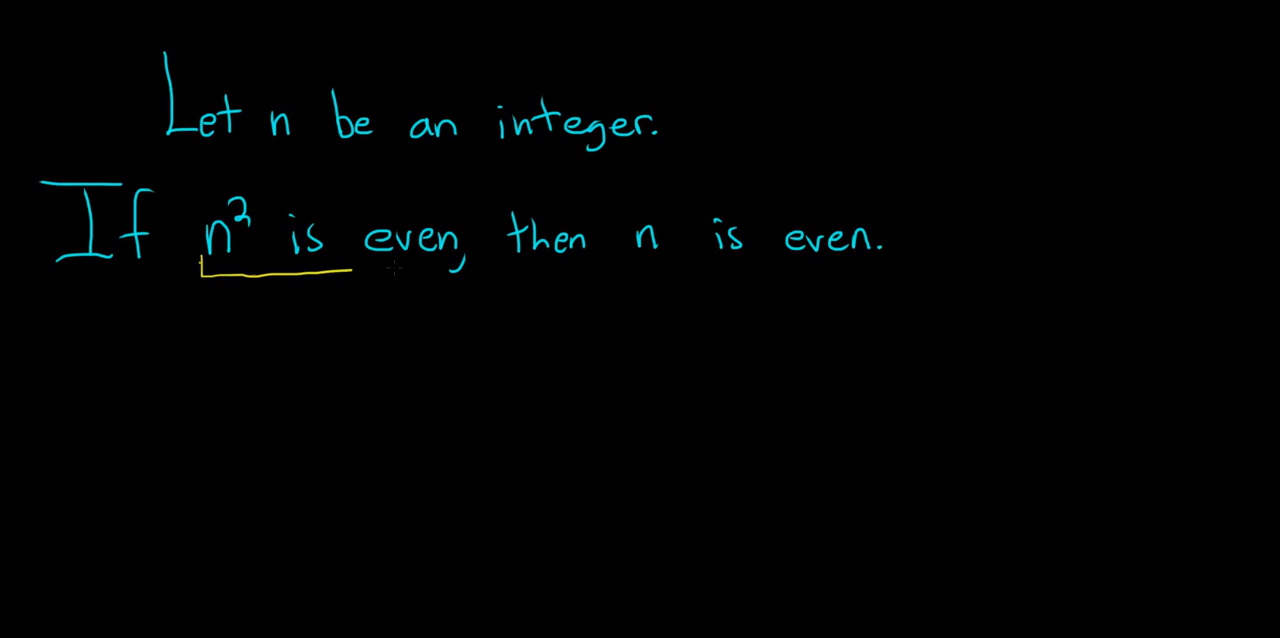 Let n be an integer.
If n² is even, then n is even.